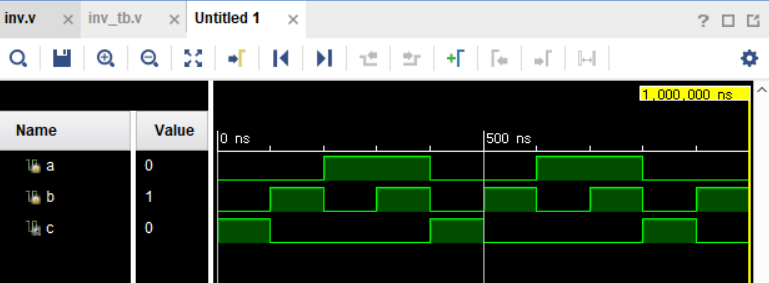 inv.v × inv_tb.v × Untitled 1 ×
?
1,000,000 ns
Name Value
0 ns 500 ns
a 0
b 1
c 0